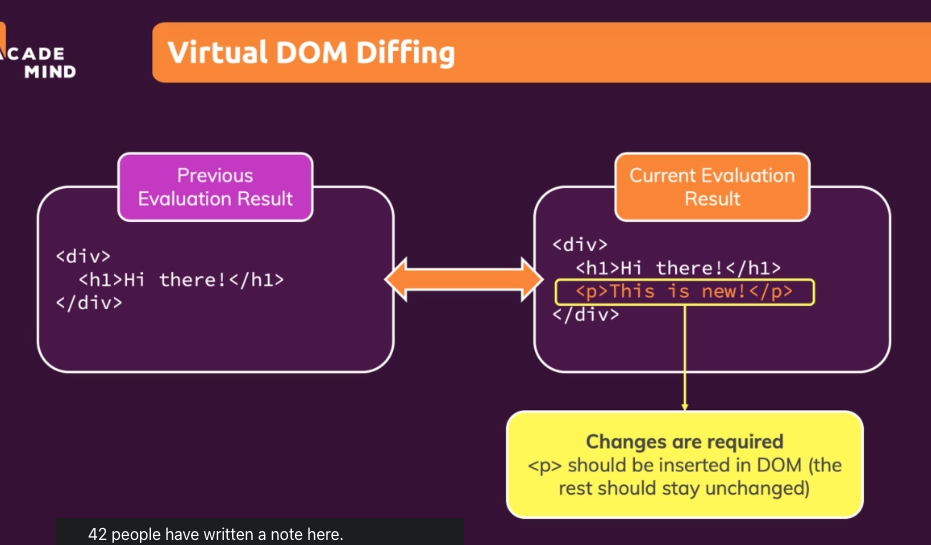 ACADE
MIND
Virtual DOM Diffing
Previous
Evaluation Result
<div>
<h1>Hi there!</h1>
</div>
Current Evaluation
Result
<div>
<h1>Hi there!</h1>
<p>This is new!</p>
</div>
Changes are required
<p> should be inserted in DOM (the
rest should stay unchanged)
42 people have written a note here.